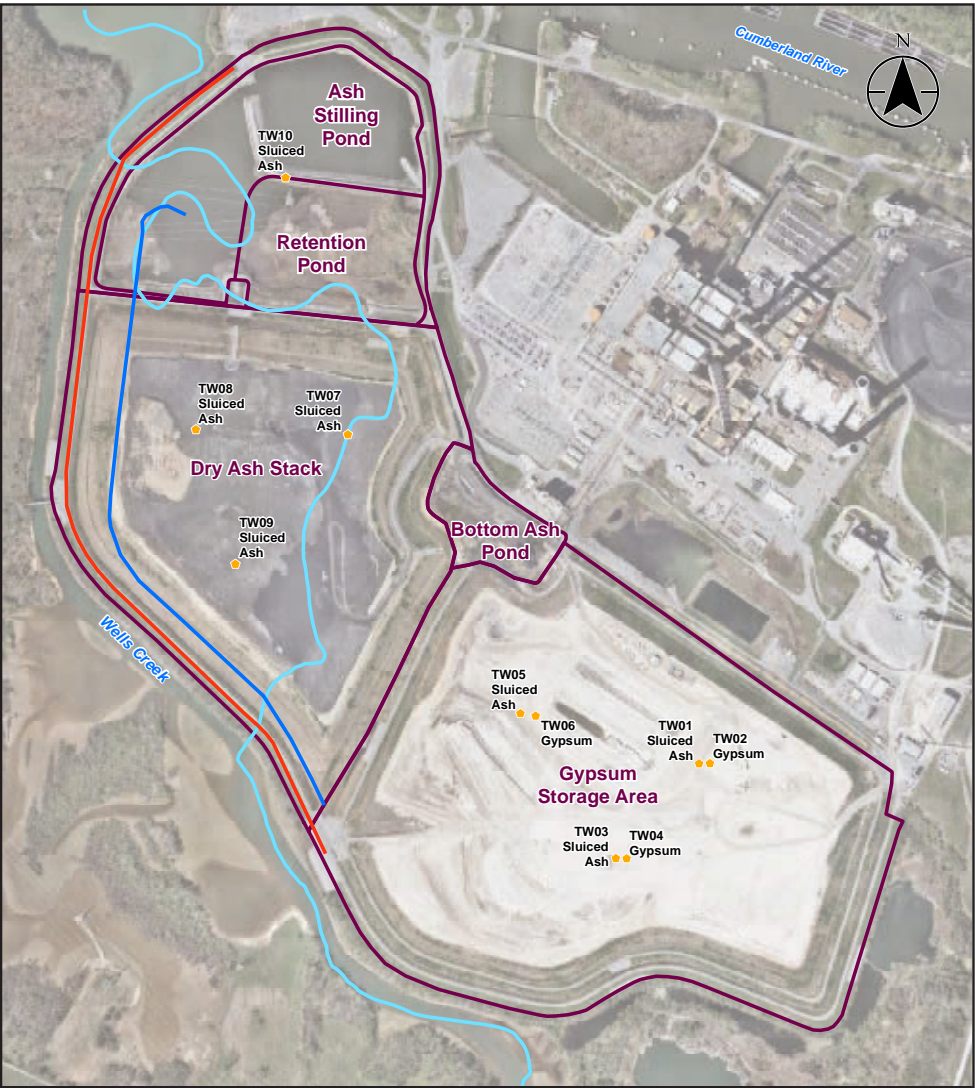 Cumberland River
N
Ash
Stilling
Pond
TW10
Sluiced
Ash
Retention
Pond
TW08
Sluiced
Ash
TW07
Sluiced
Ash
Dry Ash Stack
TW09
Sluiced
Ash
Bottom Ash
Pond
Wells Creek
TW05
Sluiced
Ash
TW06
Gypsum
TW01
Sluiced
Ash
TW02
Gypsum
Gypsum
Storage Area
TW03
Sluiced
Ash
TW04
Gypsum